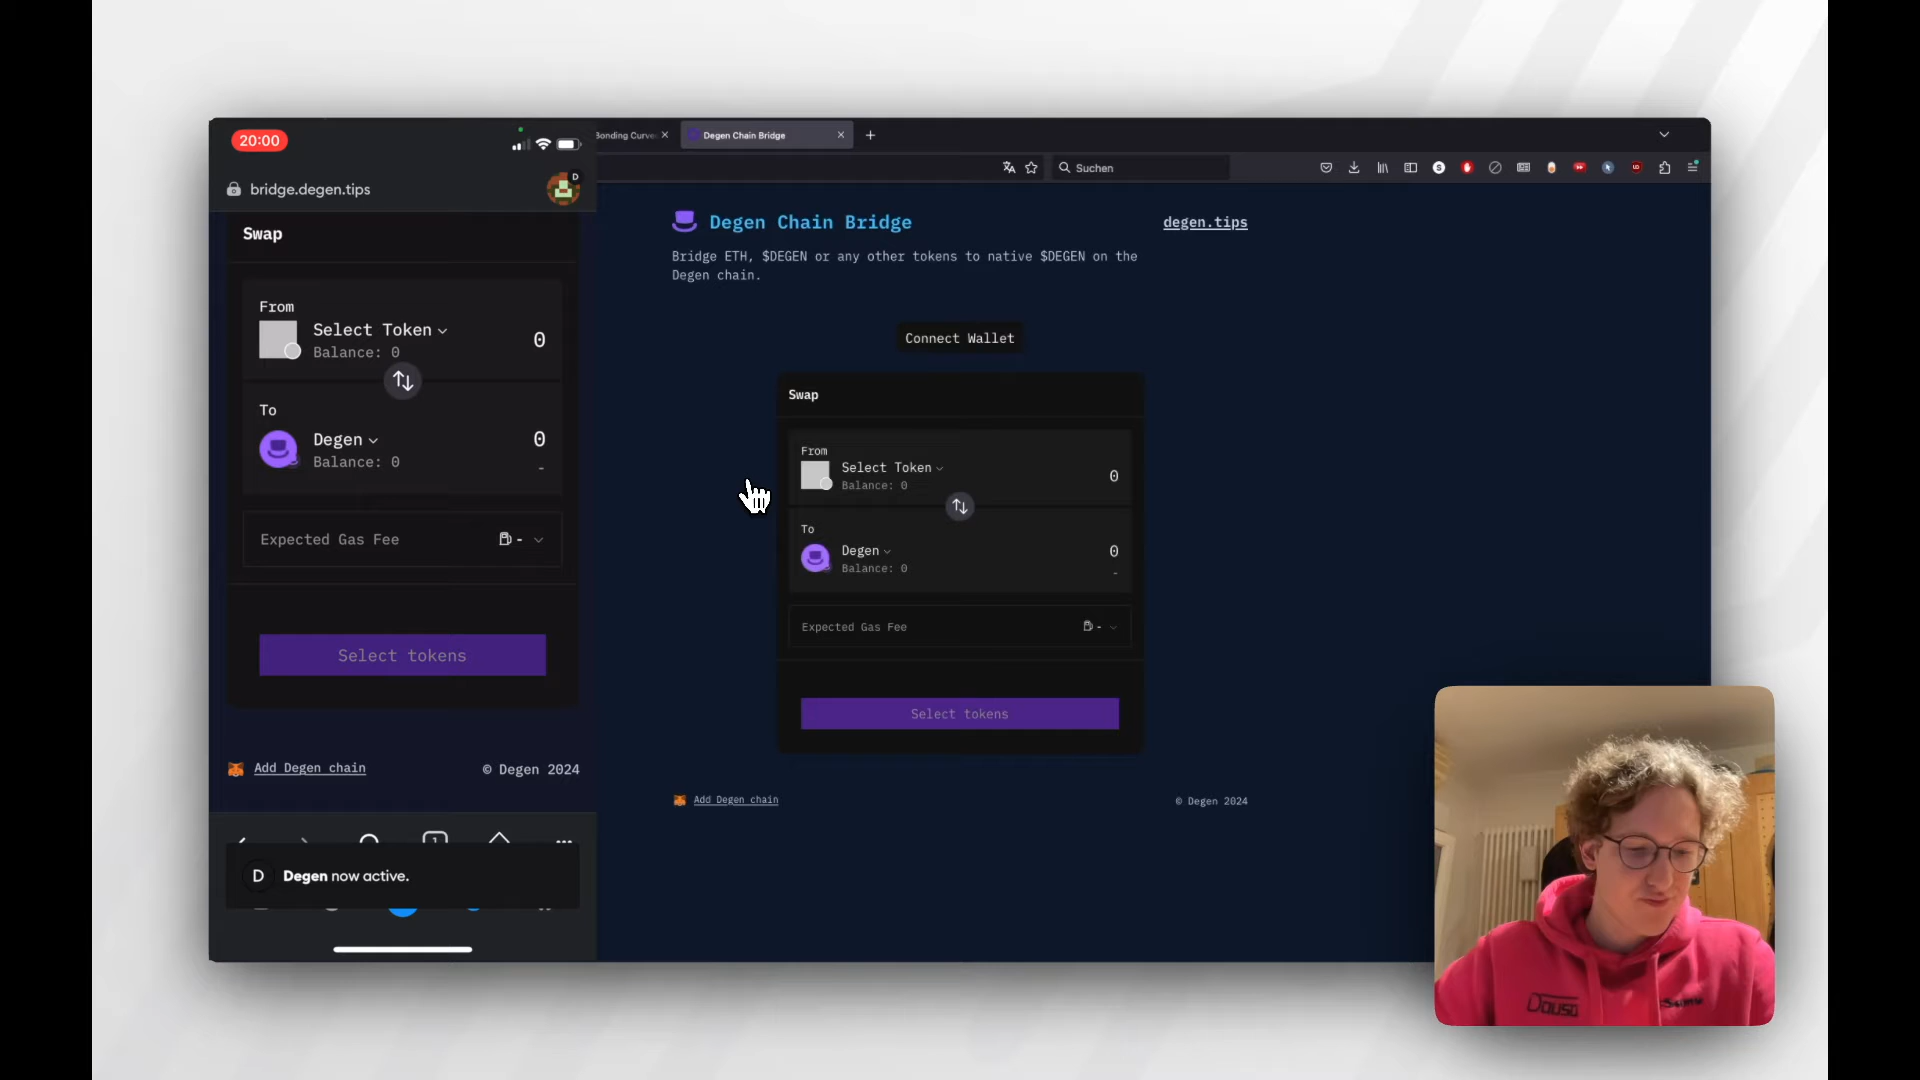 20:00
bridge.degen.tips
D
Swap
From
Select Token
Balance: 0
0
To
Degen
Balance: 0
0
-
Expected Gas Fee
-
Select tokens
Add Degen chain
© Degen 2024
1
D
Degen now active.
Bonding Curve
Degen Chain Bridge
Suchen
Degen Chain Bridge
degen.tips
Bridge ETH, $DEGEN or any other tokens to native $DEGEN on the
Degen chain.
Connect Wallet
Swap
From
Select Token
Balance: 0
0
To
Degen
Balance: 0
0
-
Expected Gas Fee
-
Select tokens
Add Degen chain
© Degen 2024